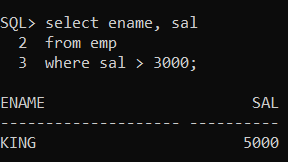 SQL> select ename, sal
  2  from emp
  3  where sal > 3000;
ENAME                       SAL
-------------------- ----------
KING                       5000